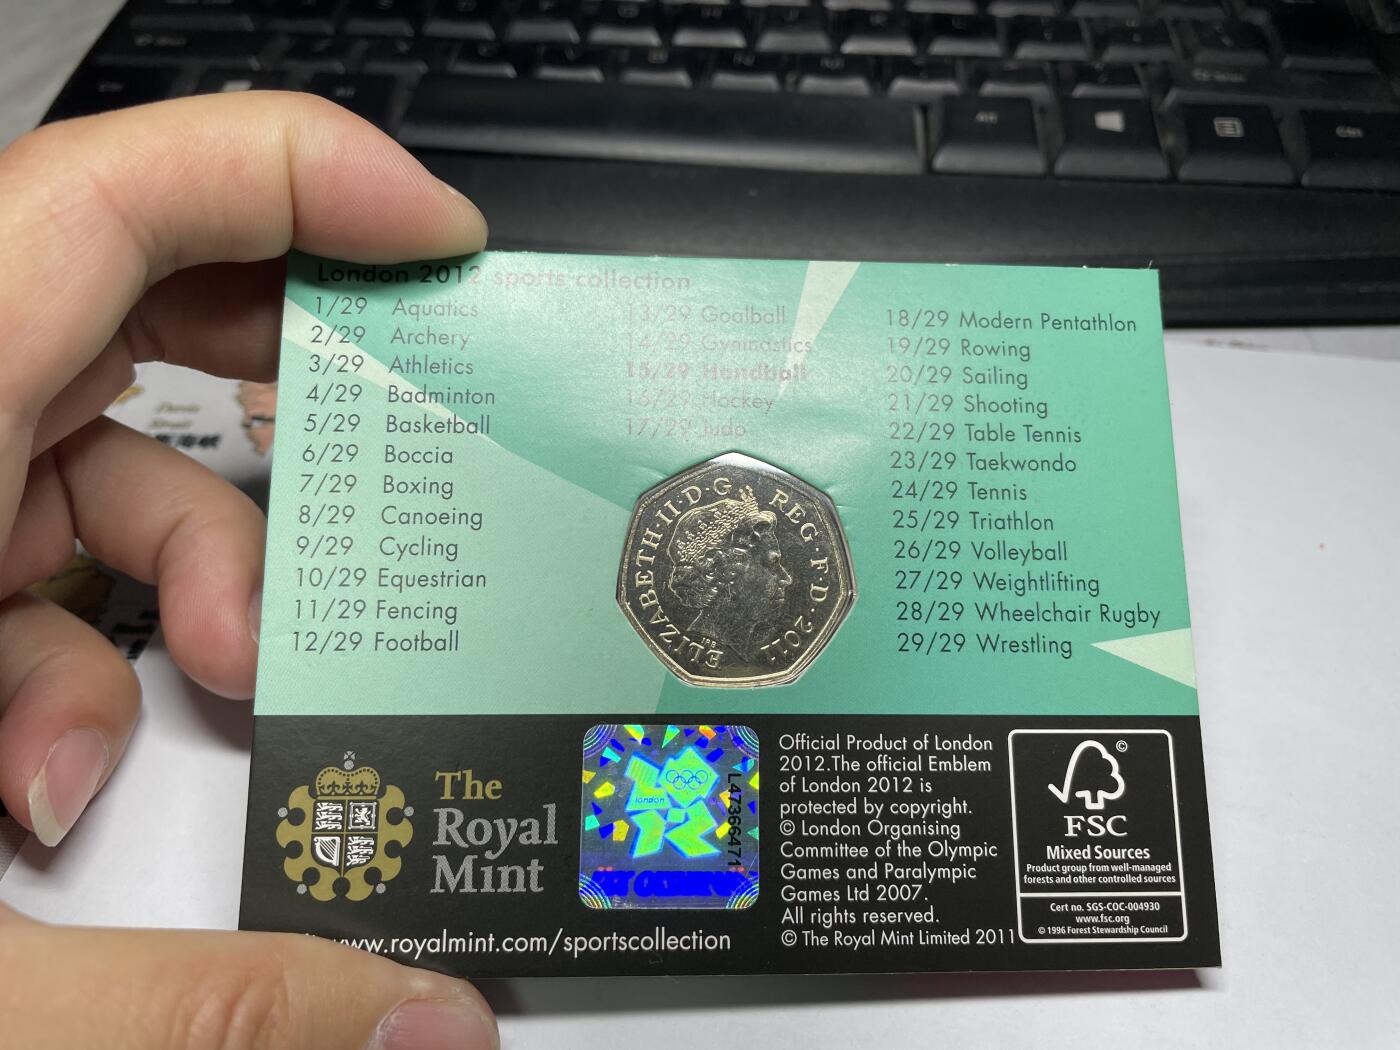 London 2012 sports collection
1/29 Aquatics
2/29 Archery
3/29 Athletics
4/29 Badminton
5/29 Basketball
6/29 Boccia
7/29 Boxing
8/29 Canoeing
9/29 Cycling
10/29 Equestrian
11/29 Fencing
12/29 Football
13/29 Goalball
14/29 Gymnastics
15/29 Handball
16/29 Hockey
17/29 Judo
18/29 Modern Pentathlon
19/29 Rowing
20/29 Sailing
21/29 Shooting
22/29 Table Tennis
23/29 Taekwondo
24/29 Tennis
25/29 Triathlon
26/29 Volleyball
27/29 Weightlifting
28/29 Wheelchair Rugby
29/29 Wrestling
ELIZABETH·II·D·G REG·F·D·2011
IRB
The
Royal
Mint
www.royalmint.com/sportscollection
london
L47366471
Official Product of London
2012.The official Emblem
of London 2012 is
protected by copyright.
© London Organising
Committee of the Olympic
Games and Paralympic
Games Ltd 2007.
All rights reserved.
© The Royal Mint Limited 2011
©
FSC
Mixed Sources
Product group from well-managed
forests and other controlled sources
Cert no. SGS-COC-004930
www.fsc.org
© 1996 Forest Stewardship Council
Alt